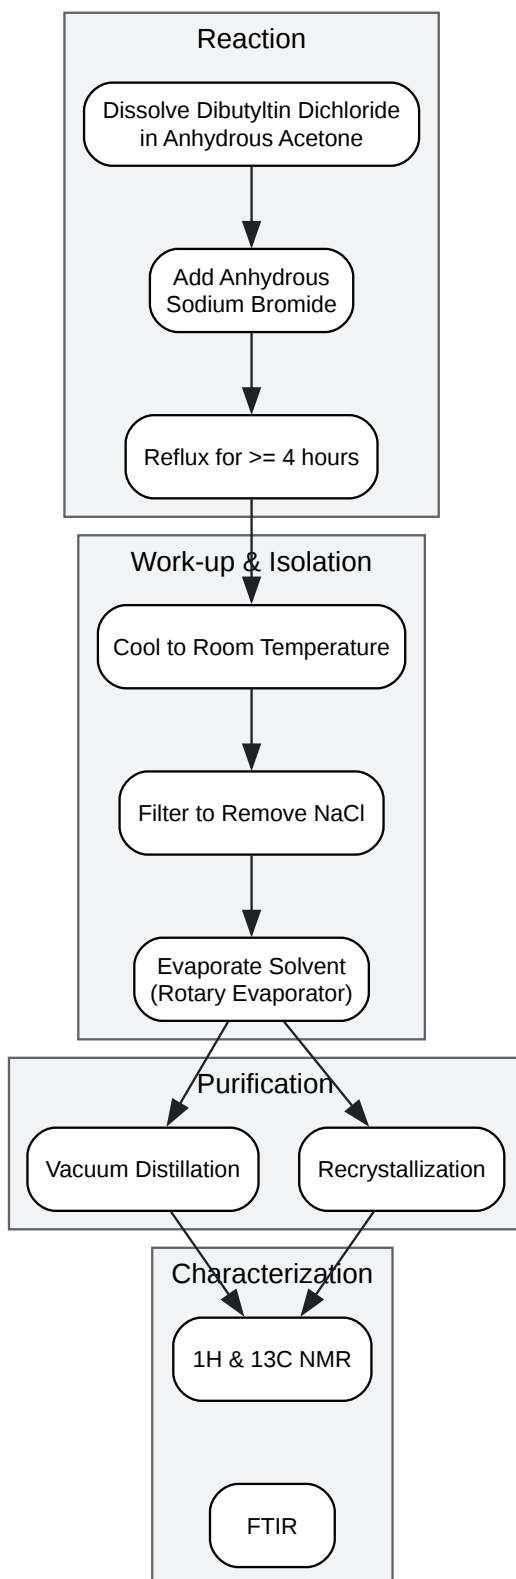 Reaction
Dissolve Dibutyltin Dichloride
in Anhydrous Acetone
Add Anhydrous
Sodium Bromide
Reflux for >= 4 hours
Work-up & Isolation
Cool to Room Temperature
Filter to Remove NaCl
Evaporate Solvent
(Rotary Evaporator)
Purification
Vacuum Distillation
Recrystallization
Characterization
1H & 13C NMR
FTIR